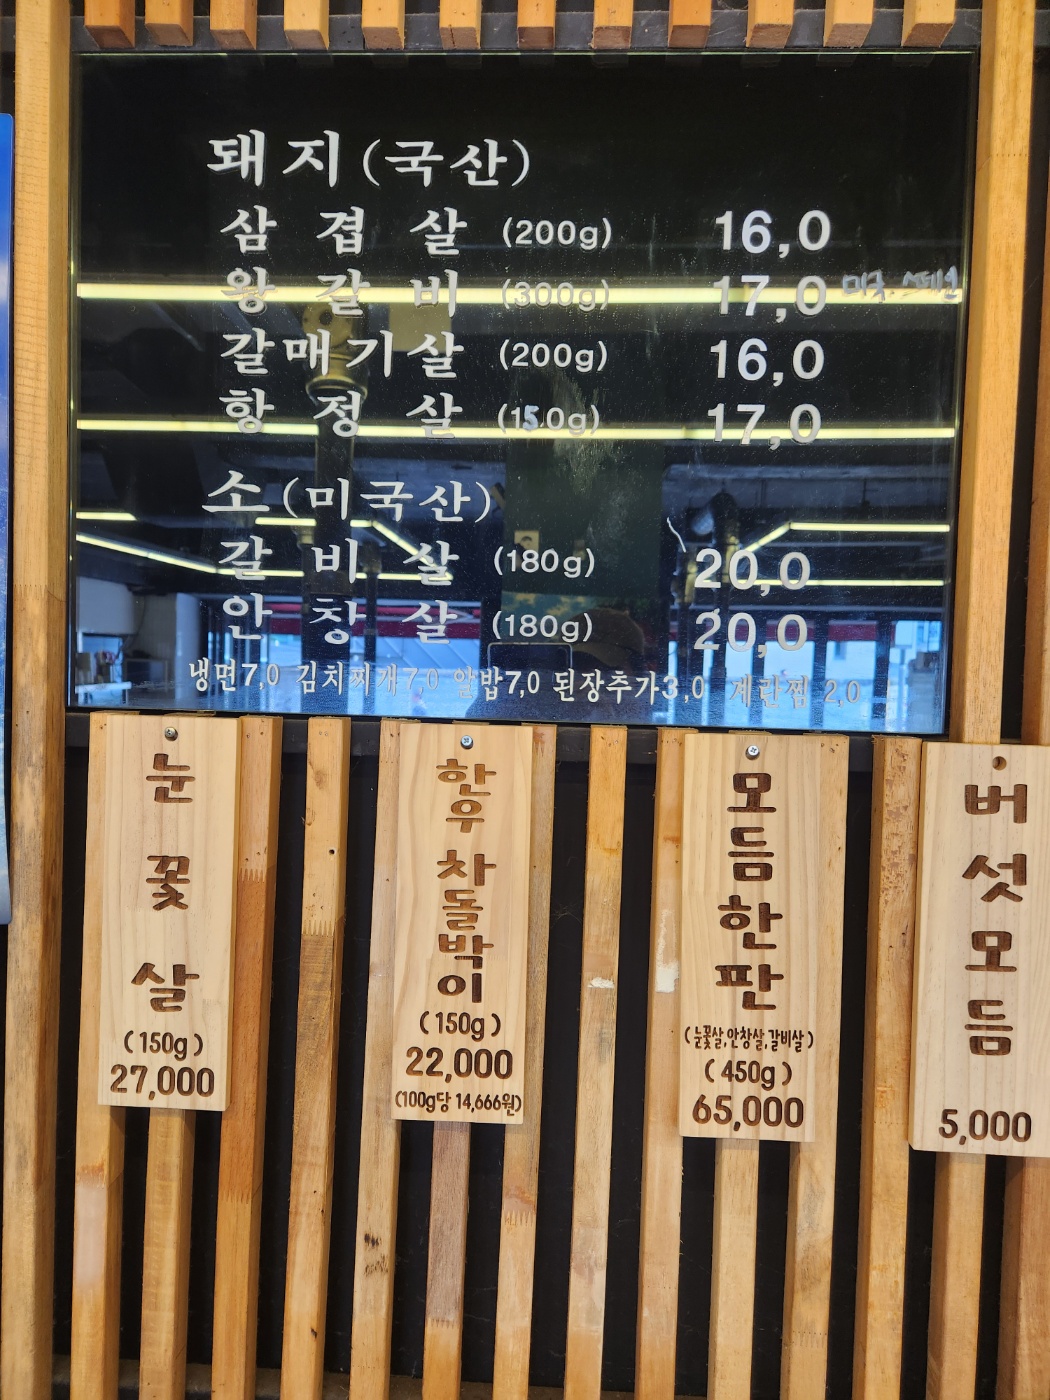 돼지 (국산)
삼겹살 (200g) 16,0
왕갈비 (300g) 17,0 미국.
갈매기살 (200g) 16,0
항정살 (150g) 17,0
소 (미국산)
갈비살 (180g) 20,0
안창살 (180g) 20,0
냉면7,0 김치찌개7,0 알밥7,0 된장추가3,0 계란찜 2,0
눈꽃살
(150g)
27,000
한우
차돌박이
(150g)
22,000
(100g당 14,666원)
모듬한판
(눈꽃살,안창살,갈비살)
(450g)
65,000
버섯모듬
5,000